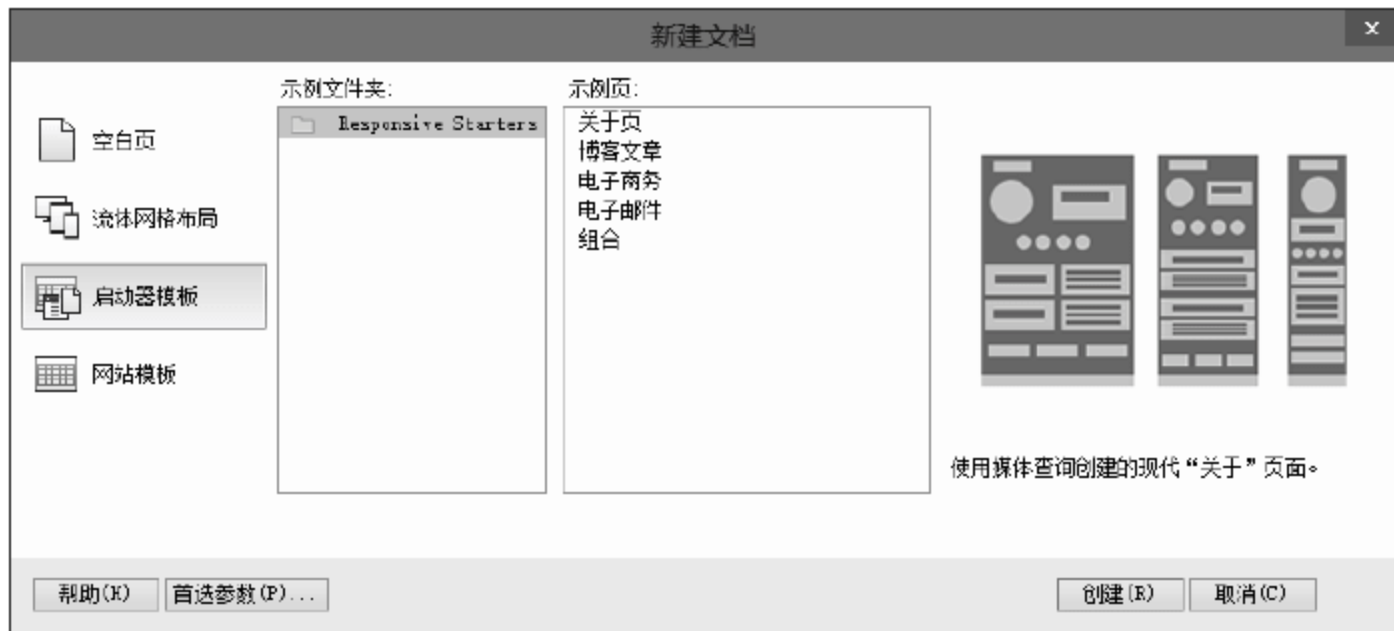 新建文档
x
空白页
流体网格布局
启动器模板
网站模板
示例文件夹:
Responsive Starters
示例页:
关于页
博客文章
电子商务
电子邮件
组合
使用媒体查询创建的现代“关于”页面。
帮助(H)
首选参数(P)...
创建(R)
取消(C)